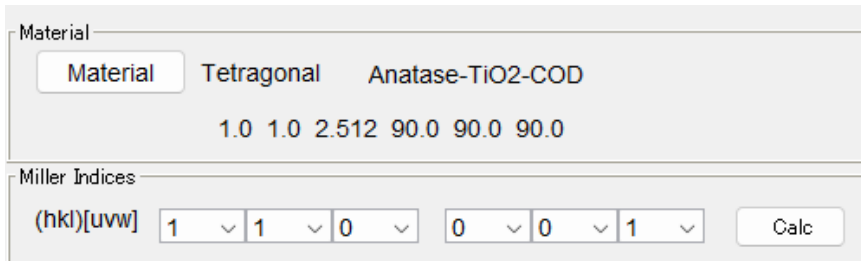 Material
Material Tetragonal Anatase-TiO2-COD
1.0 1.0 2.512 90.0 90.0 90.0
Miller Indices
(hkl)[uvw] 1 1 0 0 0 1 Calc